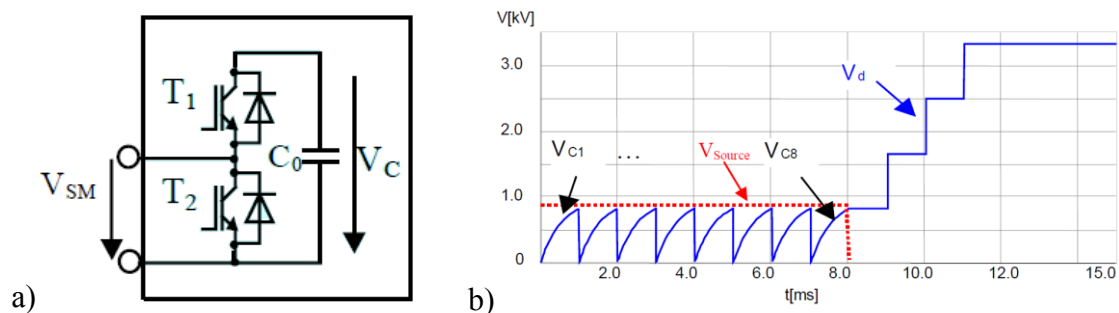 T1
T2
C0
VC
VSM
a)
V[kV]
3.0
2.0
1.0
0
Vd
VC1
...
VSource
VC8
2.0
4.0
6.0
8.0
10.0
12.0
15.0
t[ms]
b)